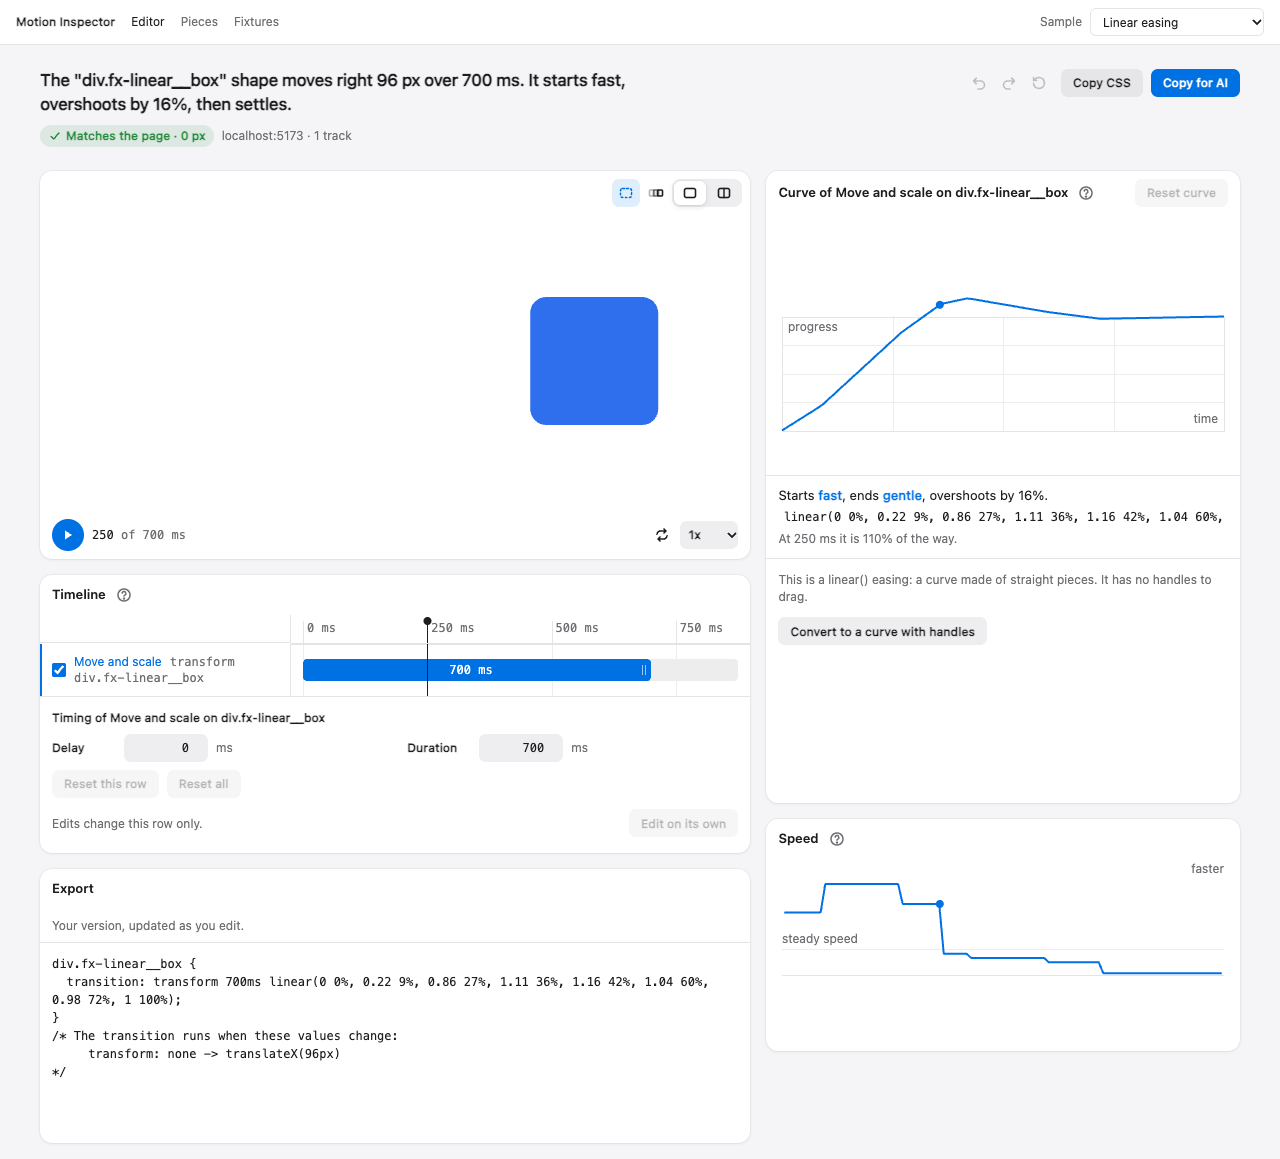 Motion Inspector Editor Pieces Fixtures Sample Linear easing
The "div.fx-linear__box" shape moves right 96 px over 700 ms. It starts fast,
overshoots by 16%, then settles.
Copy CSS Copy for AI
Matches the page · 0 px localhost:5173 · 1 track
250 of 700 ms 1x
Curve of Move and scale on div.fx-linear__box Reset curve
progress
time
Starts fast, ends gentle, overshoots by 16%.
linear(0 0%, 0.22 9%, 0.86 27%, 1.11 36%, 1.16 42%, 1.04 60%,
At 250 ms it is 110% of the way.
This is a linear() easing: a curve made of straight pieces. It has no handles to
drag.
Convert to a curve with handles
Timeline
0 ms 250 ms 500 ms 750 ms
Move and scale transform
div.fx-linear__box
700 ms
Timing of Move and scale on div.fx-linear__box
Delay 0 ms Duration 700 ms
Reset this row Reset all
Edits change this row only. Edit on its own
Speed
faster
steady speed
Export
Your version, updated as you edit.
div.fx-linear__box {
transition: transform 700ms linear(0 0%, 0.22 9%, 0.86 27%, 1.11 36%, 1.16 42%, 1.04 60%,
0.98 72%, 1 100%);
}
/* The transition runs when these values change:
transform: none -> translateX(96px)
*/